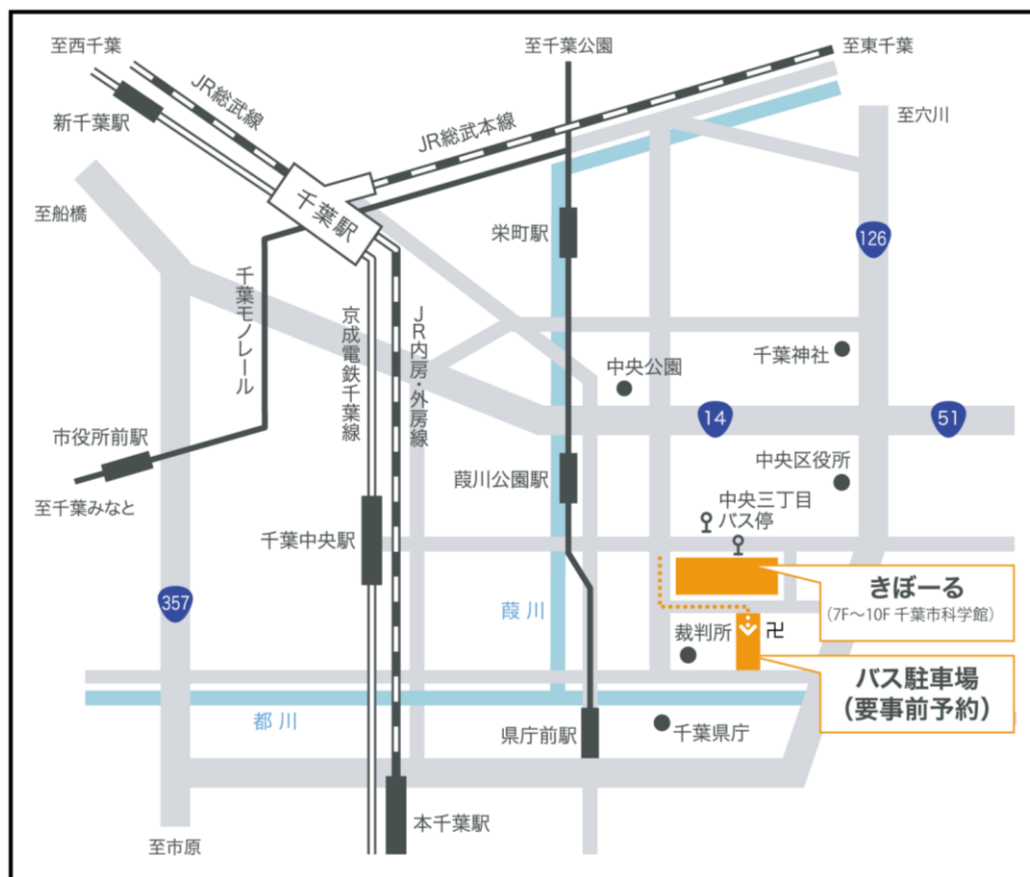 至西千葉
至千葉公園
至東千葉
JR総武線
新千葉駅
JR総武本線
至穴川
千葉駅
至船橋
栄町駅
126
千葉モノレール
京成電鉄千葉線
JR内房・外房線
千葉神社
中央公園
14
51
市役所前駅
至千葉みなと
葭川公園駅
中央区役所
中央三丁目
バス停
千葉中央駅
きぼーる
(7F〜10F 千葉市科学館)
357
葭川
裁判所
卍
バス駐車場
(要事前予約)
都川
県庁前駅
千葉県庁
本千葉駅
至市原